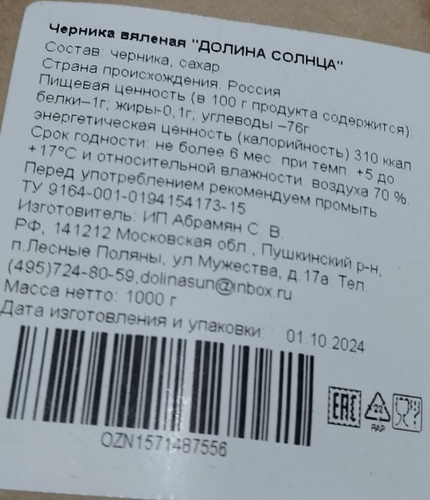 Черника вяленая "ДОЛИНА СОЛНЦА"
Состав: черника, сахар.
Страна происхождения: Россия
Пищевая ценность (в 100 г продукта содержится):
белки–1г; жиры-0,1г; углеводы –76г
энергетическая ценность (калорийность) 310 ккал
Срок годности: не более 6 мес. при темп. +5 до
+17°С и относительной влажности воздуха 70 %.
Перед употреблением рекомендуем промыть
ТУ 9164-001-0194154173-15
Изготовитель: ИП Абрамян С. В.
РФ, 141212 Московская обл., Пушкинский р-н,
п.Лесные Поляны, ул.Мужества, д.17а. Тел.
(495)724-80-59,dolinasun@inbox.ru
Масса нетто: 1000 г
Дата изготовления и упаковки: 01.10.2024
OZN1571487556
EAC
PAP